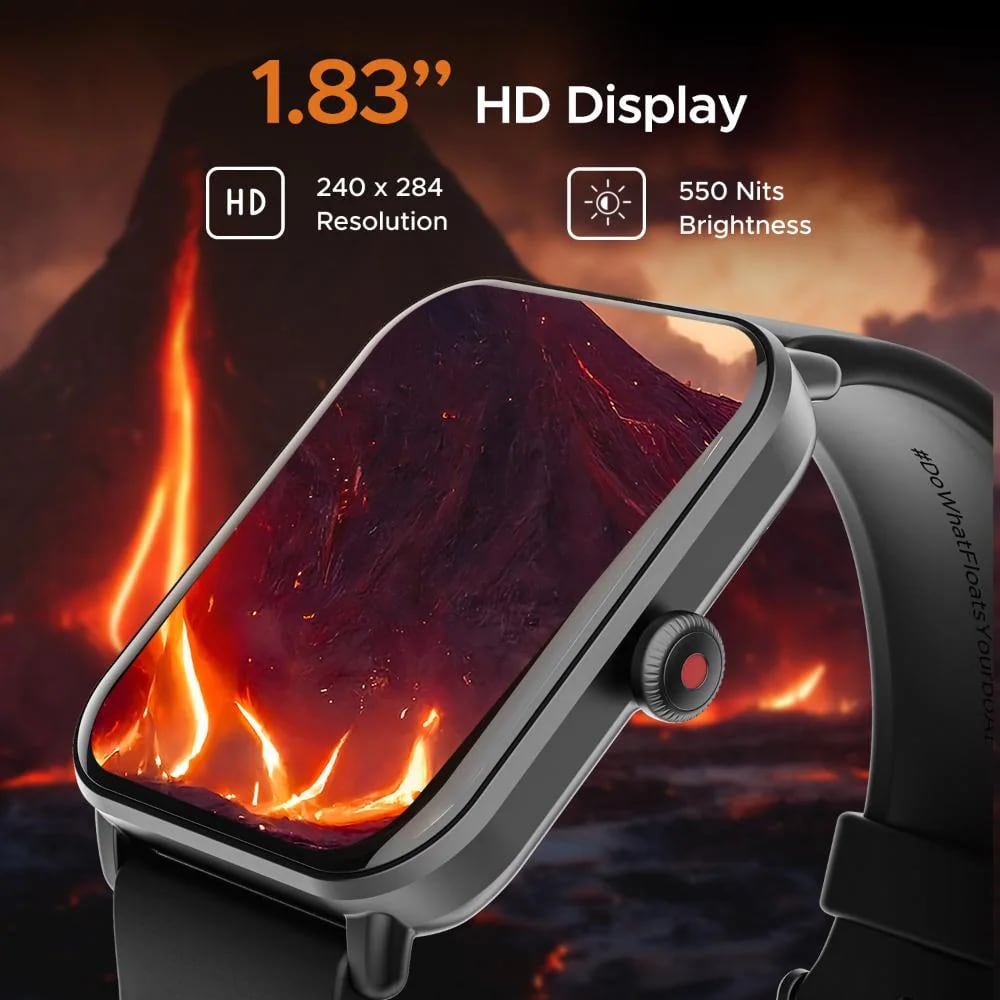 1.83” HD Display
HD
240 x 284
Resolution
550 Nits
Brightness
#DoWhatFloatsYourboAt